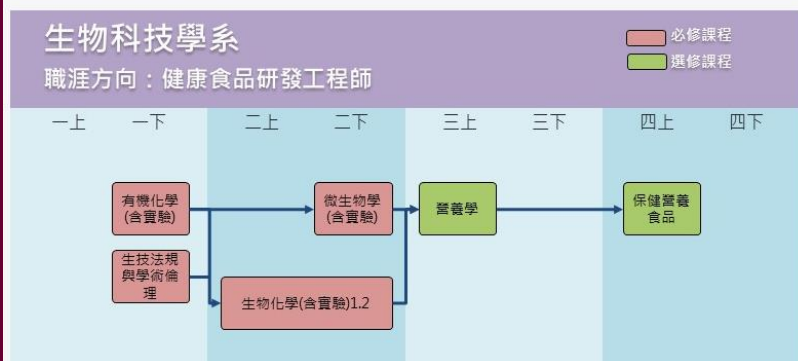 生物科技學系
職涯方向：健康食品研發工程師
必修課程
選修課程
一上 一下 二上 二下 三上 三下 四上 四下
有機化學
(含實驗)
微生物學
(含實驗)
營養學
保健營養
食品
生技法規
與學術倫
理
生物化學(含實驗)1.2